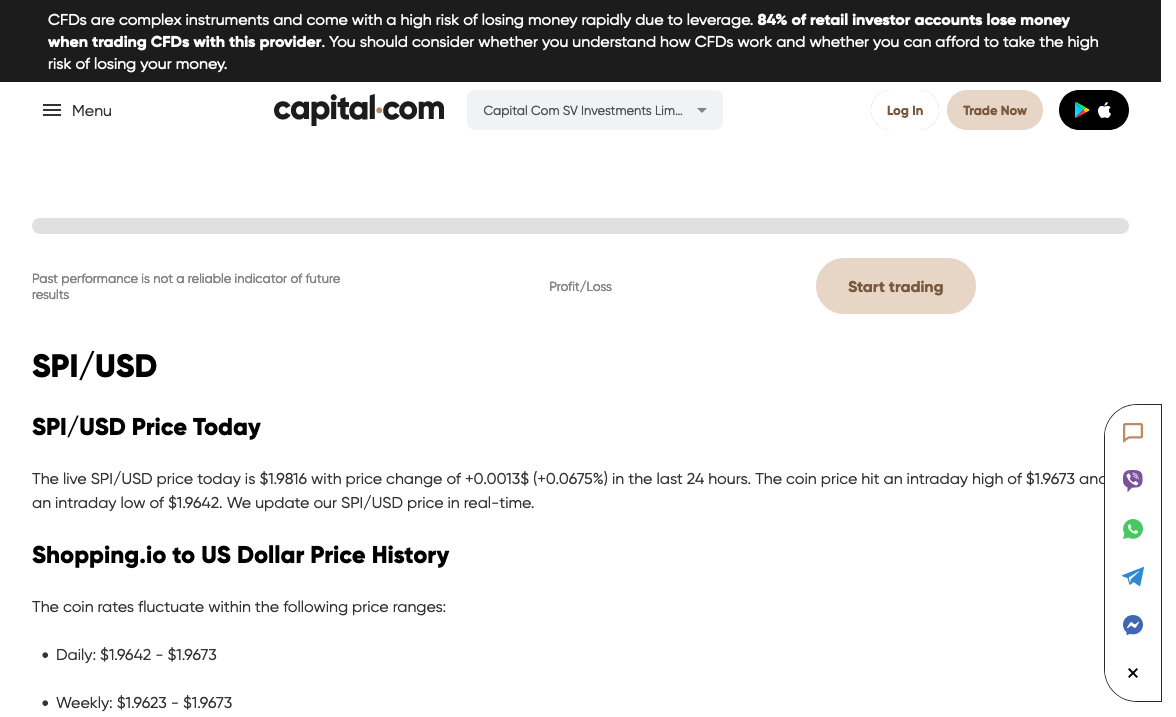 CFDs are complex instruments and come with a high risk of losing money rapidly due to leverage. 84% of retail investor accounts lose money
when trading CFDs with this provider. You should consider whether you understand how CFDs work and whether you can afford to take the high
risk of losing your money.
Menu
capital.com
Capital Com SV Investments Lim...
Log In
Trade Now
Past performance is not a reliable indicator of future
results
Profit/Loss
Start trading
SPI/USD
SPI/USD Price Today
The live SPI/USD price today is $1.9816 with price change of +0.0013$ (+0.0675%) in the last 24 hours. The coin price hit an intraday high of $1.9673 and
an intraday low of $1.9642. We update our SPI/USD price in real-time.
Shopping.io to US Dollar Price History
The coin rates fluctuate within the following price ranges:
• Daily: $1.9642 - $1.9673
• Weekly: $1.9623 - $1.9673